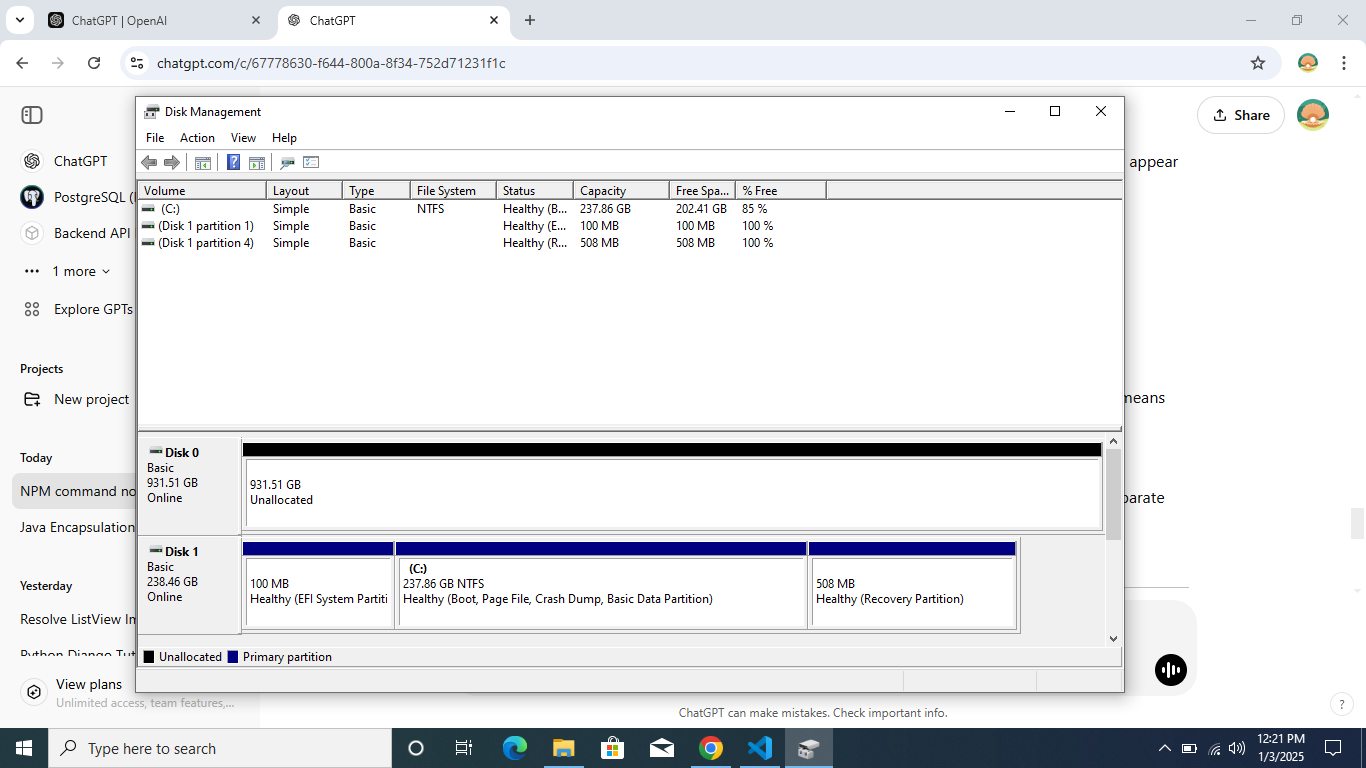 ChatGPT | OpenAI
ChatGPT
chatgpt.com/c/67778630-f644-800a-8f34-752d71231f1c
Share
appear
ChatGPT
PostgreSQL (
Backend API
1 more
Explore GPTs
Projects
New project
means
Today
NPM command no
parate
Java Encapsulation
Yesterday
Resolve ListView Im
Python Django Tut
View plans
Unlimited access, team features,...
ChatGPT can make mistakes. Check important info.
?
Disk Management
File Action View Help
Volume Layout Type File System Status Capacity Free Spa... % Free
(C:) Simple Basic NTFS Healthy (B... 237.86 GB 202.41 GB 85 %
(Disk 1 partition 1) Simple Basic Healthy (E... 100 MB 100 MB 100 %
(Disk 1 partition 4) Simple Basic Healthy (R... 508 MB 508 MB 100 %
Disk 0
Basic
931.51 GB
Online
931.51 GB
Unallocated
Disk 1
Basic
238.46 GB
Online
100 MB
Healthy (EFI System Partiti
(C:)
237.86 GB NTFS
Healthy (Boot, Page File, Crash Dump, Basic Data Partition)
508 MB
Healthy (Recovery Partition)
Unallocated Primary partition
Type here to search
12:21 PM
1/3/2025